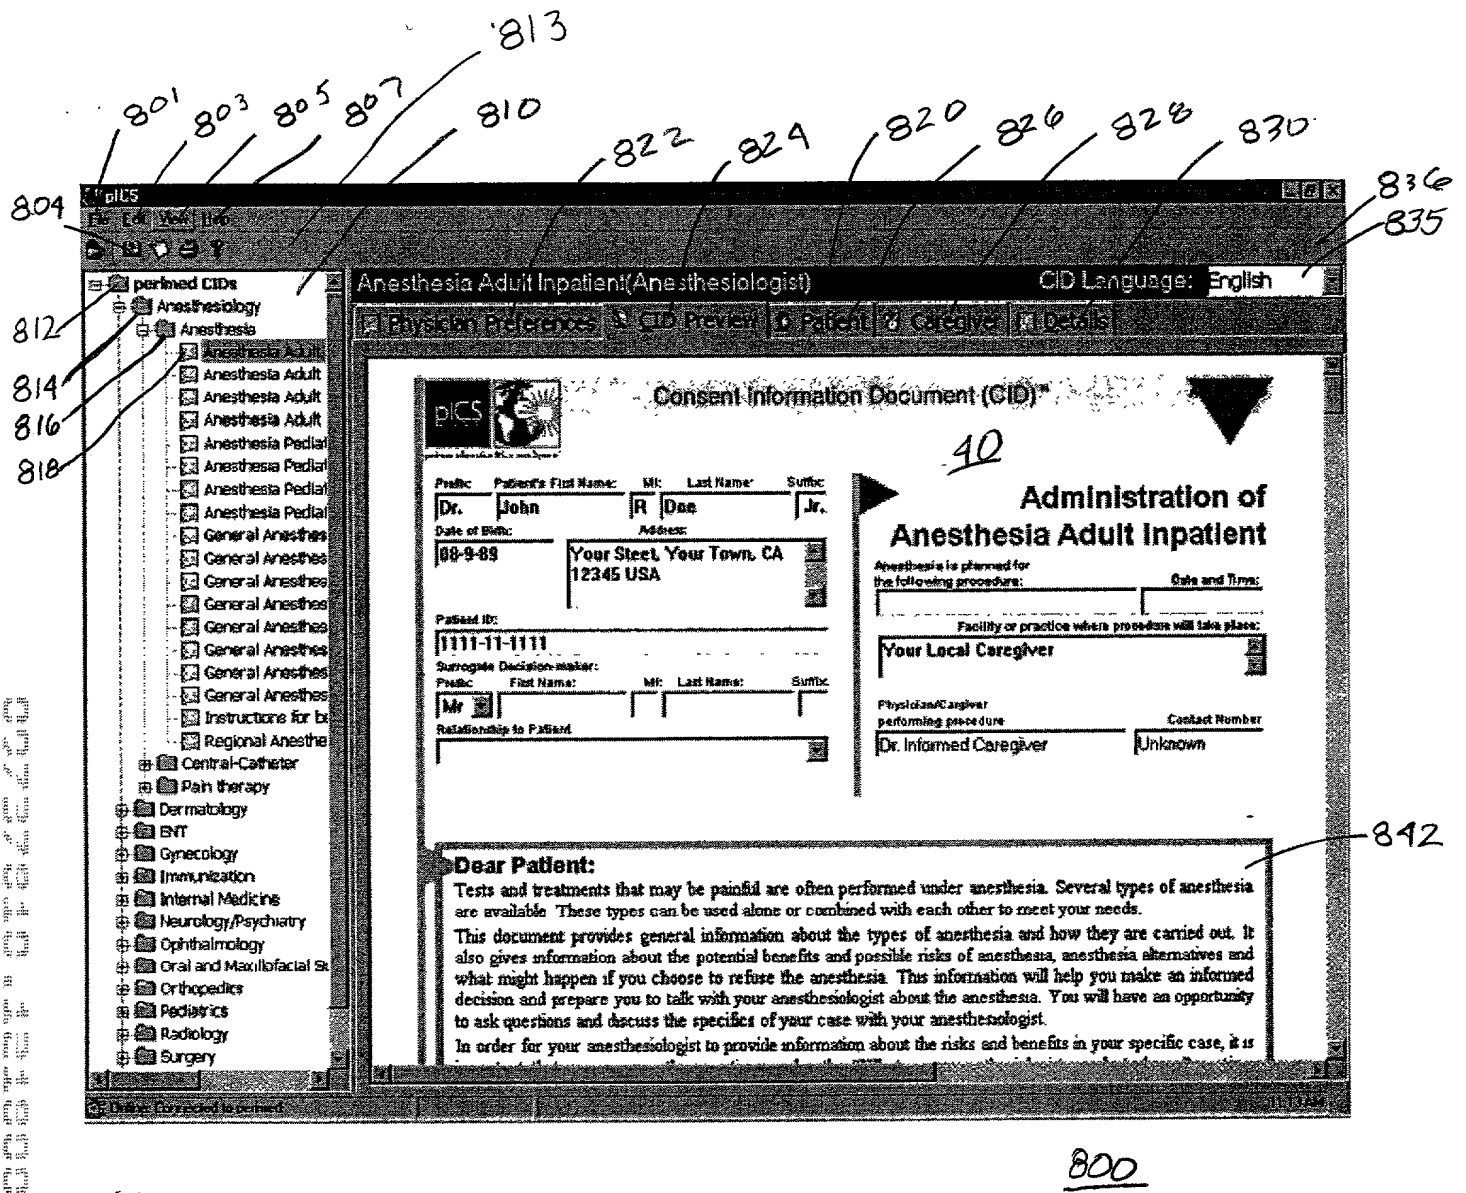 813
801 803 805 807 810 822 824 820 826 828 830
pICS
836
804
File Edit View Help
835
perimed CIDs
Anesthesia Adult Inpatient(Anesthesiologist) CID Language: English
Anesthesiology
Physician Preferences CID Preview Patient Caregiver Details
812
Anesthesia
Anesthesia Adult
814
Anesthesia Adult
Anesthesia Adult
816
Anesthesia Adult
818
Anesthesia Pediat
Anesthesia Pediat
Anesthesia Pediat
Anesthesia Pediat
General Anesthes
General Anesthes
General Anesthes
General Anesthes
General Anesthes
General Anesthes
General Anesthes
General Anesthes
Instructions for be
Regional Anesthe
Central-Catheter
Pain therapy
Dermatology
ENT
Gynecology
Immunization
Internal Medicine
Neurology/Psychiatry
Ophthalmology
Oral and Maxillofacial Su
Orthopedics
Pediatrics
Radiology
Surgery
pICS
Consent Information Document (CID)™
40
Prefix: Patient's First Name: MI: Last Name: Suffix:
Dr. John R Doe Jr.
Date of Birth: Address:
08-9-89 Your Steet, Your Town, CA
12345 USA
Patient ID:
1111-11-1111
Surrogate Decision-maker:
Prefix: First Name: MI: Last Name: Suffix:
Mr
Relationship to Patient
Administration of
Anesthesia Adult Inpatient
Anesthesia is planned for
the following procedure: Date and Time:
Facility or practice where procedure will take place:
Your Local Caregiver
Physician/Cargiver
performing procedure Contact Number
Dr. Informed Caregiver Unknown
842
Dear Patient:
Tests and treatments that may be painful are often performed under anesthesia. Several types of anesthesia
are available. These types can be used alone or combined with each other to meet your needs.
This document provides general information about the types of anesthesia and how they are carried out. It
also gives information about the potential benefits and possible risks of anesthesia, anesthesia alternatives and
what might happen if you choose to refuse the anesthesia. This information will help you make an informed
decision and prepare you to talk with your anesthesiologist about the anesthesia. You will have an opportunity
to ask questions and discuss the specifics of your case with your anesthesiologist.
In order for your anesthesiologist to provide information about the risks and benefits in your specific case, it is
Online: Connected to perimed 11:13 AM
800